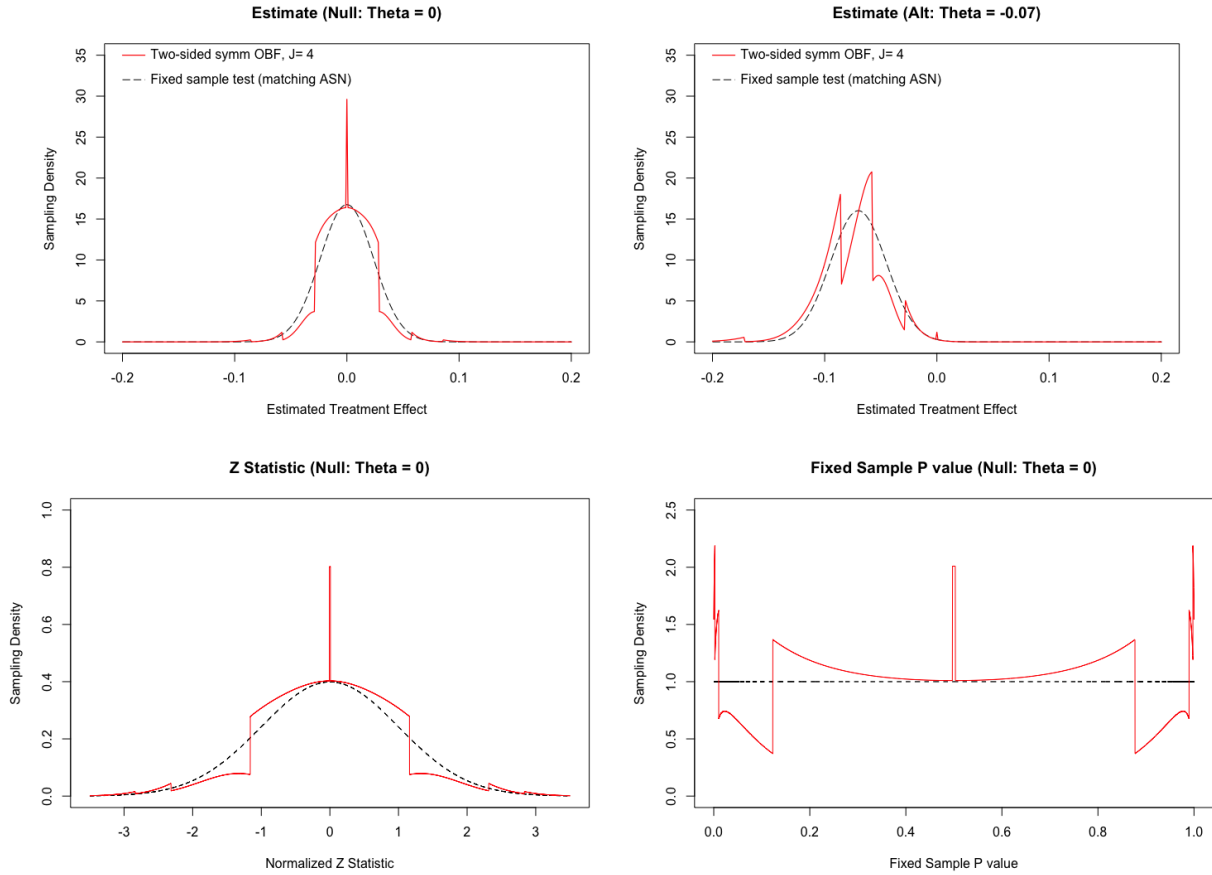 Estimate (Null: Theta = 0)
Sampling Density
0 5 10 15 20 25 30 35
Two-sided symm OBF, J= 4
Fixed sample test (matching ASN)
-0.2 -0.1 0.0 0.1 0.2
Estimated Treatment Effect
Estimate (Alt: Theta = -0.07)
Sampling Density
0 5 10 15 20 25 30 35
Two-sided symm OBF, J= 4
Fixed sample test (matching ASN)
-0.2 -0.1 0.0 0.1 0.2
Estimated Treatment Effect
Z Statistic (Null: Theta = 0)
Sampling Density
0.0 0.2 0.4 0.6 0.8 1.0
-3 -2 -1 0 1 2 3
Normalized Z Statistic
Fixed Sample P value (Null: Theta = 0)
Sampling Density
0.0 0.5 1.0 1.5 2.0 2.5
0.0 0.2 0.4 0.6 0.8 1.0
Fixed Sample P value